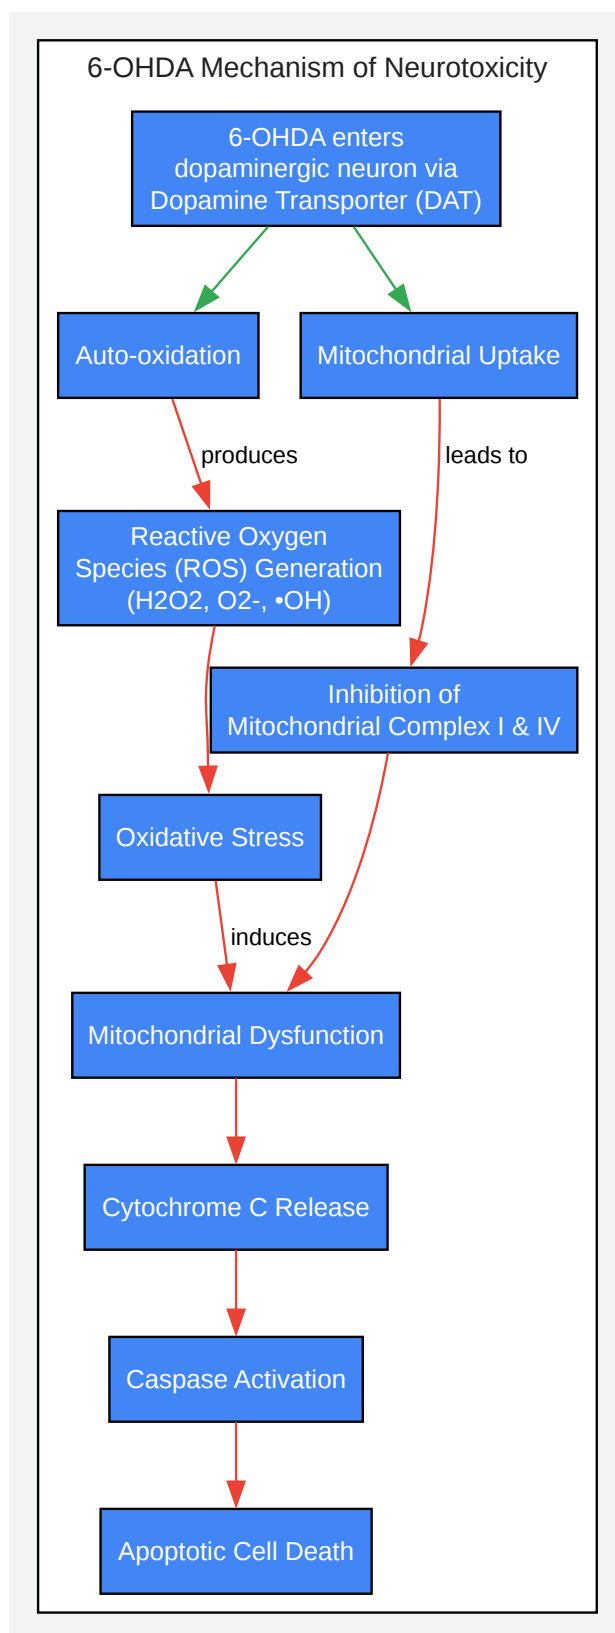 6-OHDA Mechanism of Neurotoxicity
6-OHDA enters
dopaminergic neuron via
Dopamine Transporter (DAT)
Auto-oxidation
Mitochondrial Uptake
produces
leads to
Reactive Oxygen
Species (ROS) Generation
(H2O2, O2-, •OH)
Inhibition of
Mitochondrial Complex I & IV
Oxidative Stress
induces
Mitochondrial Dysfunction
Cytochrome C Release
Caspase Activation
Apoptotic Cell Death